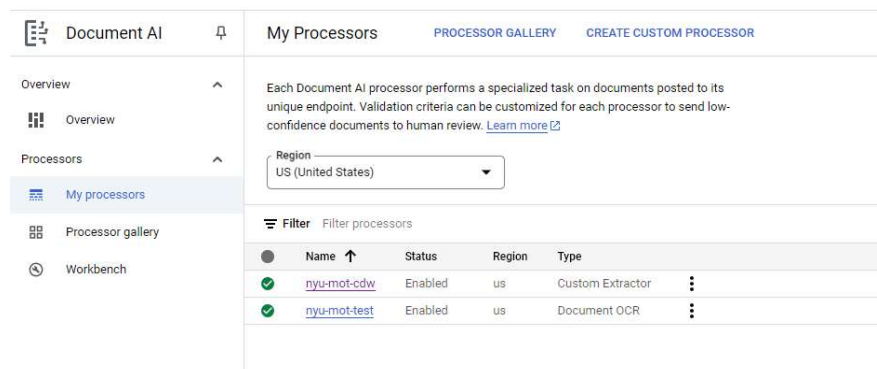 Document AI
My Processors PROCESSOR GALLERY CREATE CUSTOM PROCESSOR
Overview
Overview
Processors
My processors
Processor gallery
Workbench
Each Document AI processor performs a specialized task on documents posted to its
unique endpoint. Validation criteria can be customized for each processor to send low-
confidence documents to human review. Learn more
Region
US (United States)
Filter Filter processors
Name Status Region Type
nyu-mot-cdw Enabled us Custom Extractor
nyu-mot-test Enabled us Document OCR